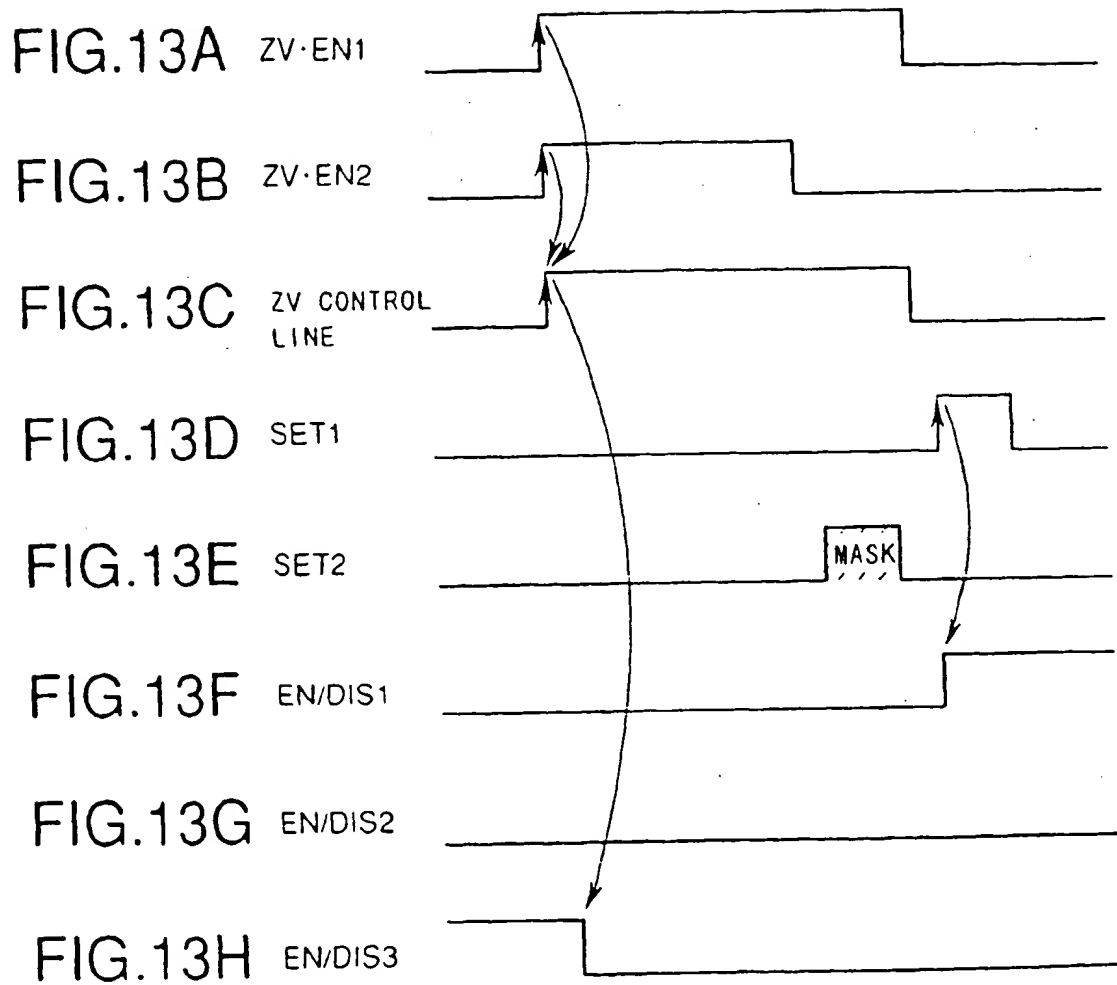 FIG.13A ZV·EN1
FIG.13B ZV·EN2
FIG.13C ZV CONTROL
LINE
FIG.13D SET1
FIG.13E SET2 MASK
FIG.13F EN/DIS1
FIG.13G EN/DIS2
FIG.13H EN/DIS3